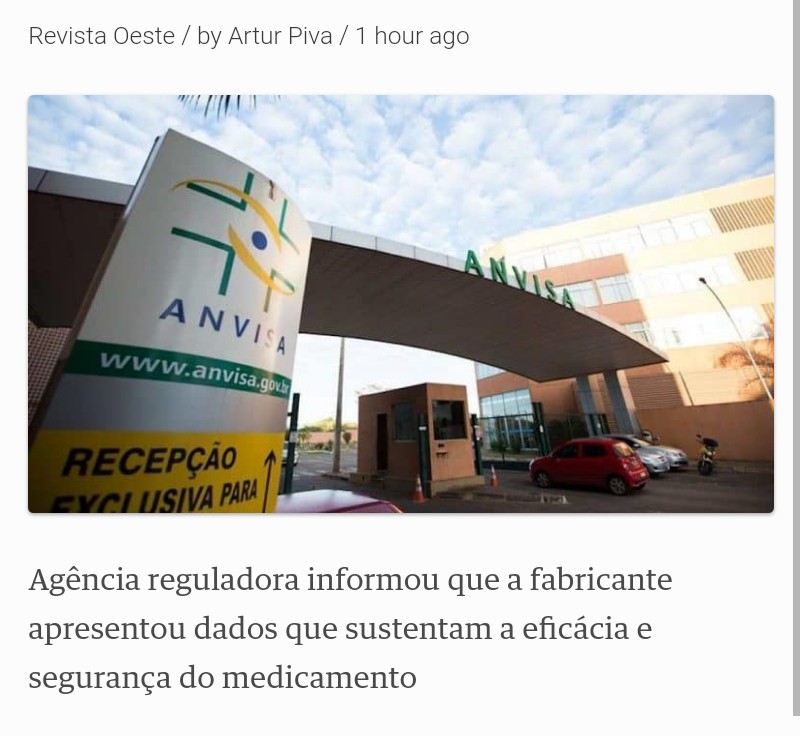 Revista Oeste / by Artur Piva / 1 hour ago
ANVISA
ANVISA
www.anvisa.gov.br
RECEPÇÃO
EXCLUSIVA PARA
Agência reguladora informou que a fabricante
apresentou dados que sustentam a eficácia e
segurança do medicamento